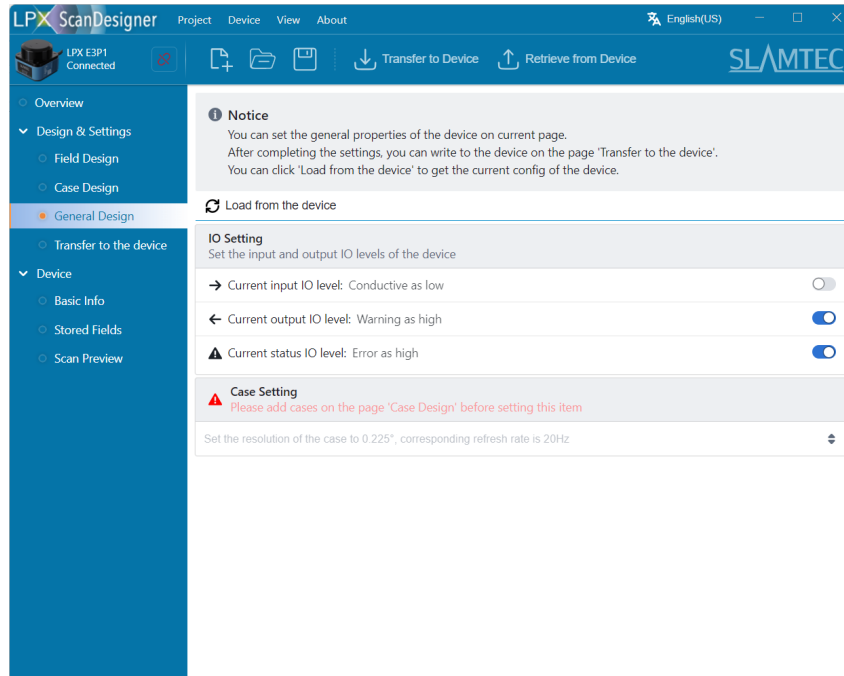 LPX ScanDesigner Project Device View About English(US)
LPX E3P1
Connected
Transfer to Device Retrieve from Device SLAMTEC
Overview
Design & Settings
Field Design
Case Design
General Design
Transfer to the device
Device
Basic Info
Stored Fields
Scan Preview
Notice
You can set the general properties of the device on current page.
After completing the settings, you can write to the device on the page 'Transfer to the device'.
You can click 'Load from the device' to get the current config of the device.
Load from the device
IO Setting
Set the input and output IO levels of the device
Current input IO level: Conductive as low
Current output IO level: Warning as high
Current status IO level: Error as high
Case Setting
Please add cases on the page 'Case Design' before setting this item
Set the resolution of the case to 0.225°, corresponding refresh rate is 20Hz